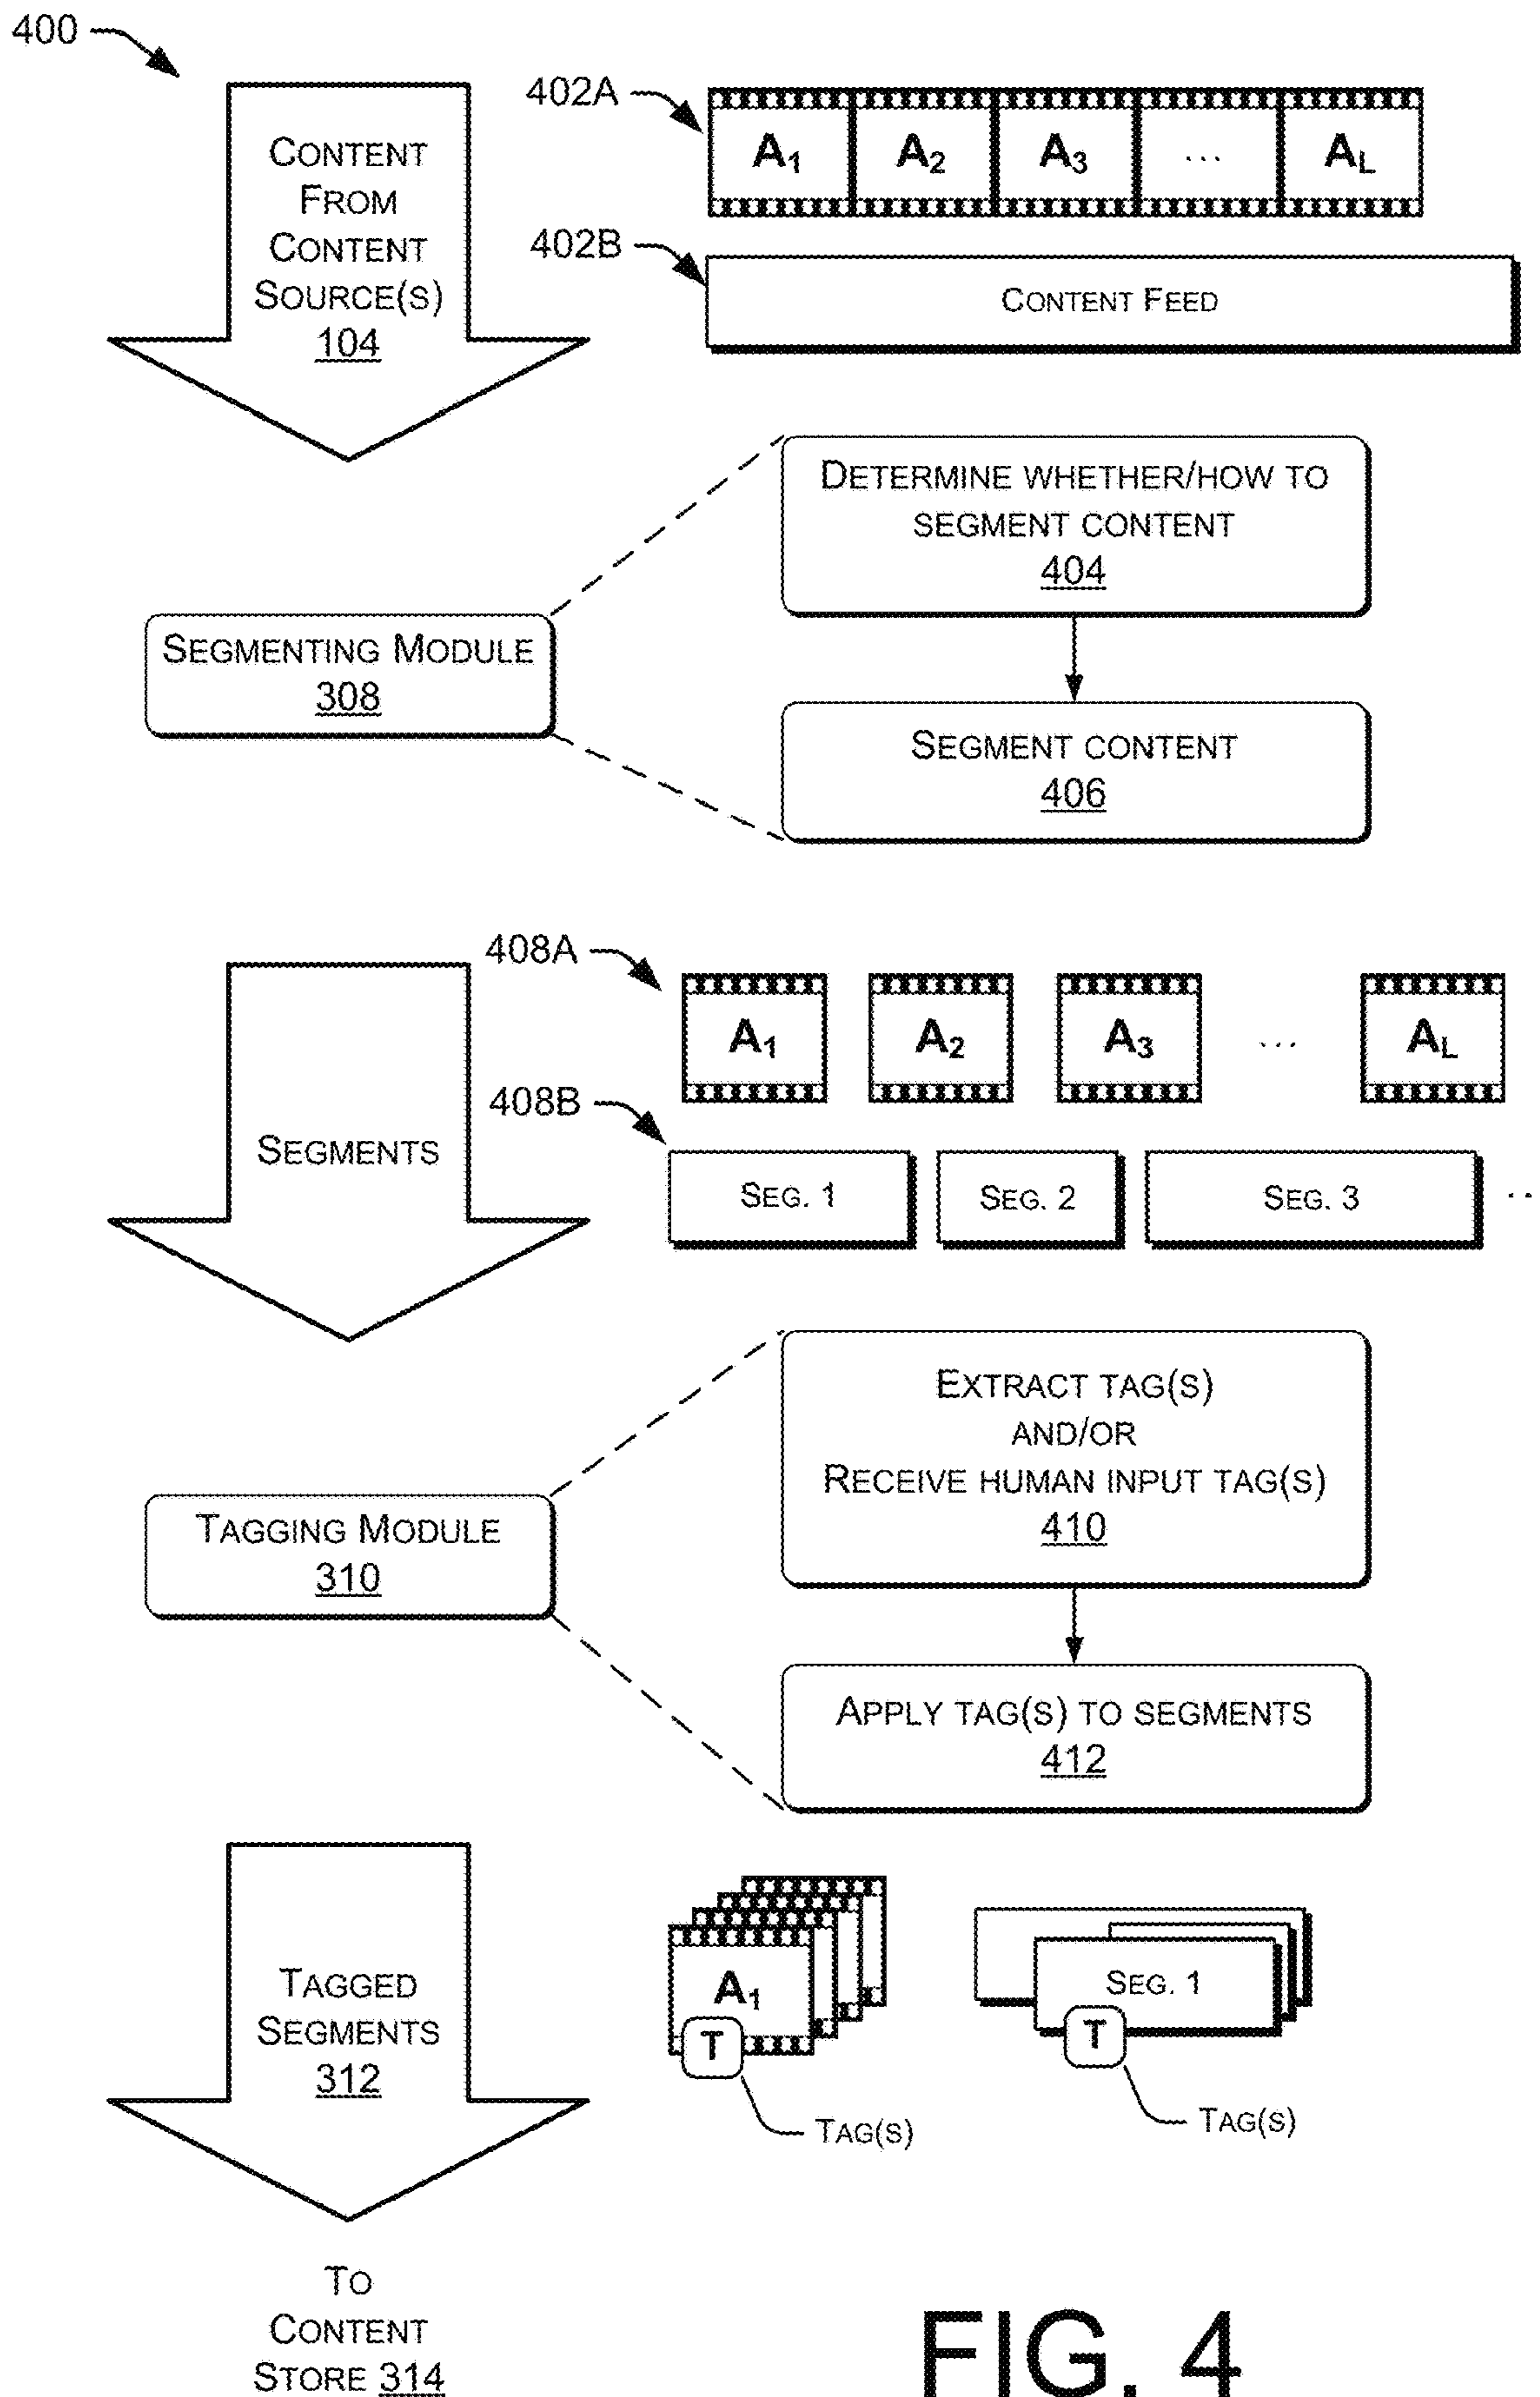 400
CONTENT
FROM
CONTENT
SOURCE(S)
104
402A
A1 A2 A3 ... AL
402B
CONTENT FEED
DETERMINE WHETHER/HOW TO
SEGMENT CONTENT
404
SEGMENTING MODULE
308
SEGMENT CONTENT
406
SEGMENTS
408A
A1 A2 A3 ... AL
408B
SEG. 1 SEG. 2 SEG. 3 ..
EXTRACT TAG(S)
AND/OR
RECEIVE HUMAN INPUT TAG(S)
410
TAGGING MODULE
310
APPLY TAG(S) TO SEGMENTS
412
TAGGED
SEGMENTS
312
A1
T
TAG(S)
SEG. 1
T
TAG(S)
TO
CONTENT
STORE 314
FIG. 4